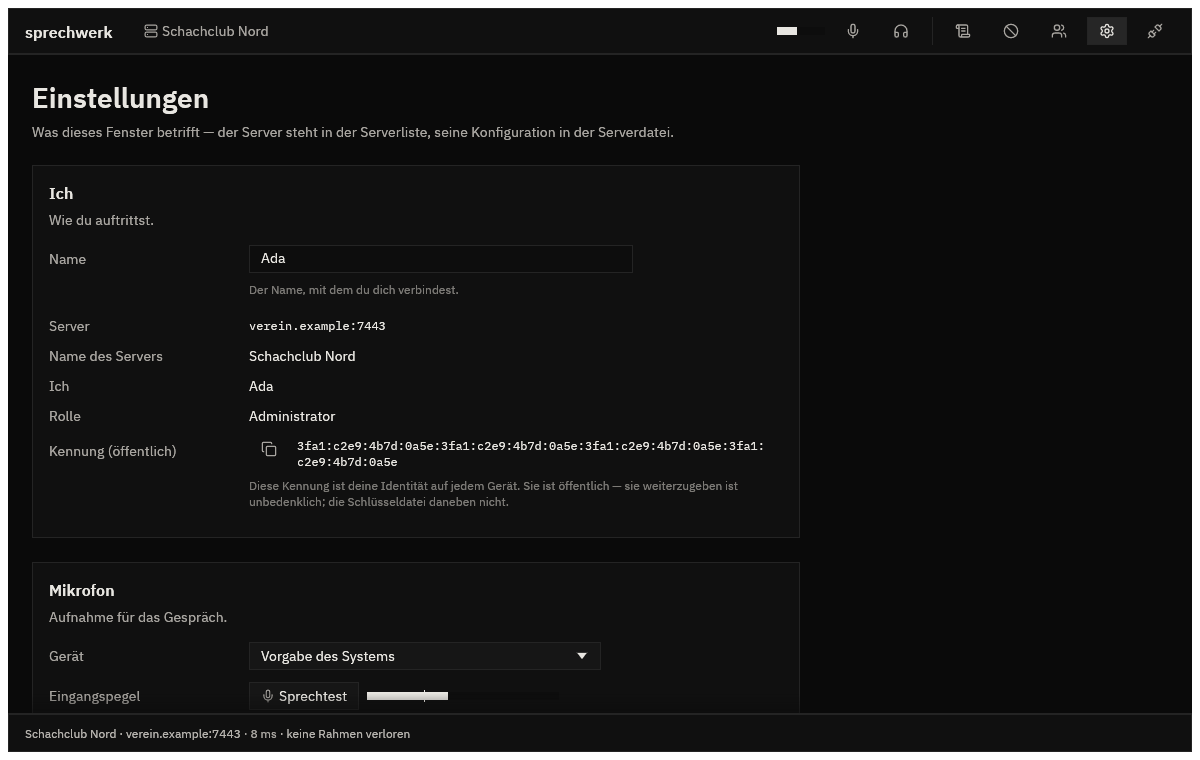 sprechwerk
Schachclub Nord
Einstellungen
Was dieses Fenster betrifft — der Server steht in der Serverliste, seine Konfiguration in der Serverdatei.
Ich
Wie du auftrittst.
Name
Ada
Der Name, mit dem du dich verbindest.
Server
verein.example:7443
Name des Servers
Schachclub Nord
Ich
Ada
Rolle
Administrator
Kennung (öffentlich)
3fa1:c2e9:4b7d:0a5e:3fa1:c2e9:4b7d:0a5e:3fa1:c2e9:4b7d:0a5e:3fa1:
c2e9:4b7d:0a5e
Diese Kennung ist deine Identität auf jedem Gerät. Sie ist öffentlich — sie weiterzugeben ist
unbedenklich; die Schlüsseldatei daneben nicht.
Mikrofon
Aufnahme für das Gespräch.
Gerät
Vorgabe des Systems
Eingangspegel
Sprechtest
Schachclub Nord · verein.example:7443 · 8 ms · keine Rahmen verloren